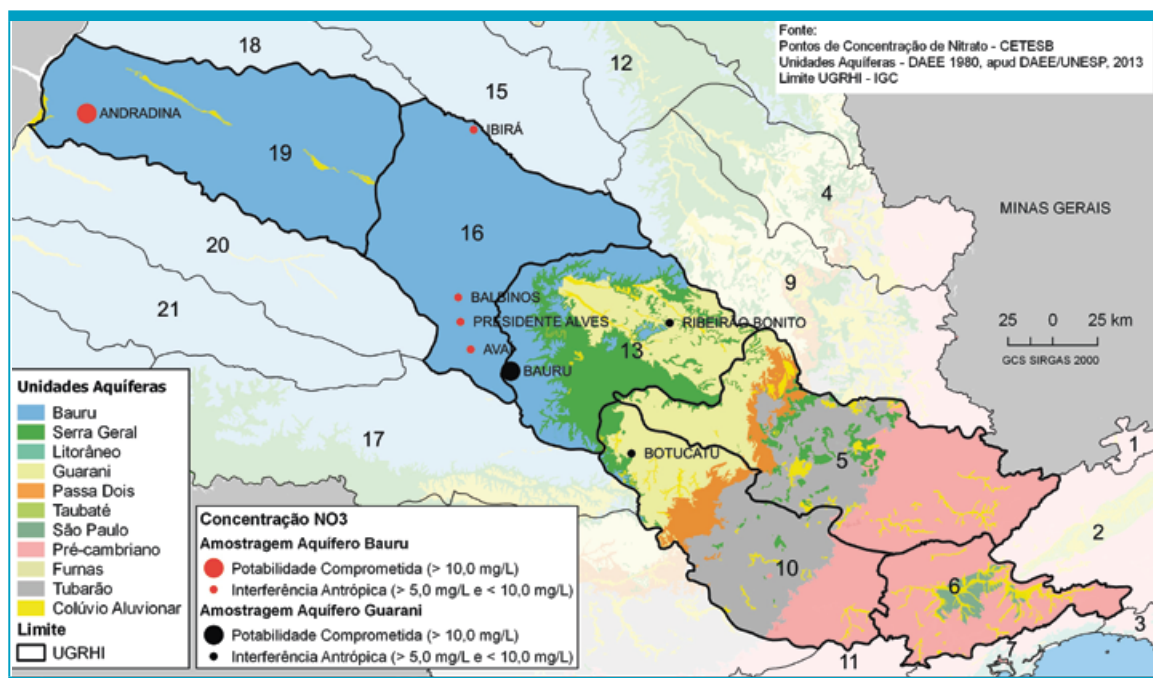 Fonte:
Pontos de Concentração de Nitrato - CETESB
Unidades Aquíferas - DAEE 1980, apud DAEE/UNESP, 2013
Limite UGRHI - IGC
18
12
15
ANDRADINA
IBIRÁ
19
4
MINAS GERAIS
16
20
9
21
BALBINOS
PRESIDENTE ALVES
RIBEIRÃO BONITO
25 0 25 km
GCS SIRGAS 2000
13
AVAÍ
BAURU
17
BOTUCATU
5
1
2
10
6
3
11
Unidades Aquíferas
Bauru
Serra Geral
Litorâneo
Guarani
Passa Dois
Taubaté
São Paulo
Pré-cambriano
Furnas
Tubarão
Colúvio Aluvionar
Limite
UGRHI
Concentração NO3
Amostragem Aquífero Bauru
Potabilidade Comprometida (> 10,0 mg/L)
Interferência Antrópica (> 5,0 mg/L e < 10,0 mg/L)
Amostragem Aquífero Guarani
Potabilidade Comprometida (> 10,0 mg/L)
Interferência Antrópica (> 5,0 mg/L e < 10,0 mg/L)